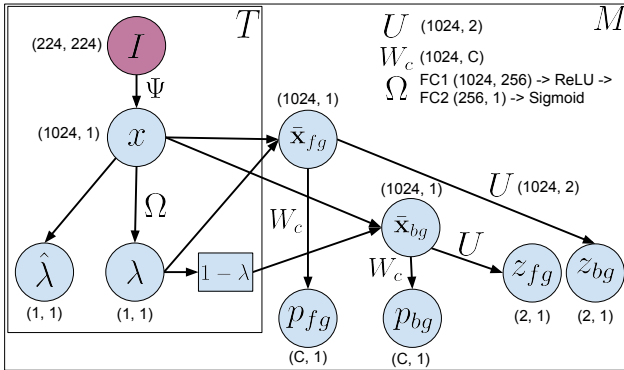 T
M
(224, 224)
I
U (1024, 2)
W_c (1024, C)
Ω FC1 (1024, 256) -> ReLU ->
FC2 (256, 1) -> Sigmoid
Ψ
(1024, 1)
(1024, 1)
x
x̄_fg
Ω
W_c
(1024, 1)
U (1024, 2)
x̄_bg
U
W_c
λ̂
λ
1 − λ
z_fg
z_bg
(1, 1)
(1, 1)
p_fg
p_bg
(2, 1)
(2, 1)
(C, 1)
(C, 1)